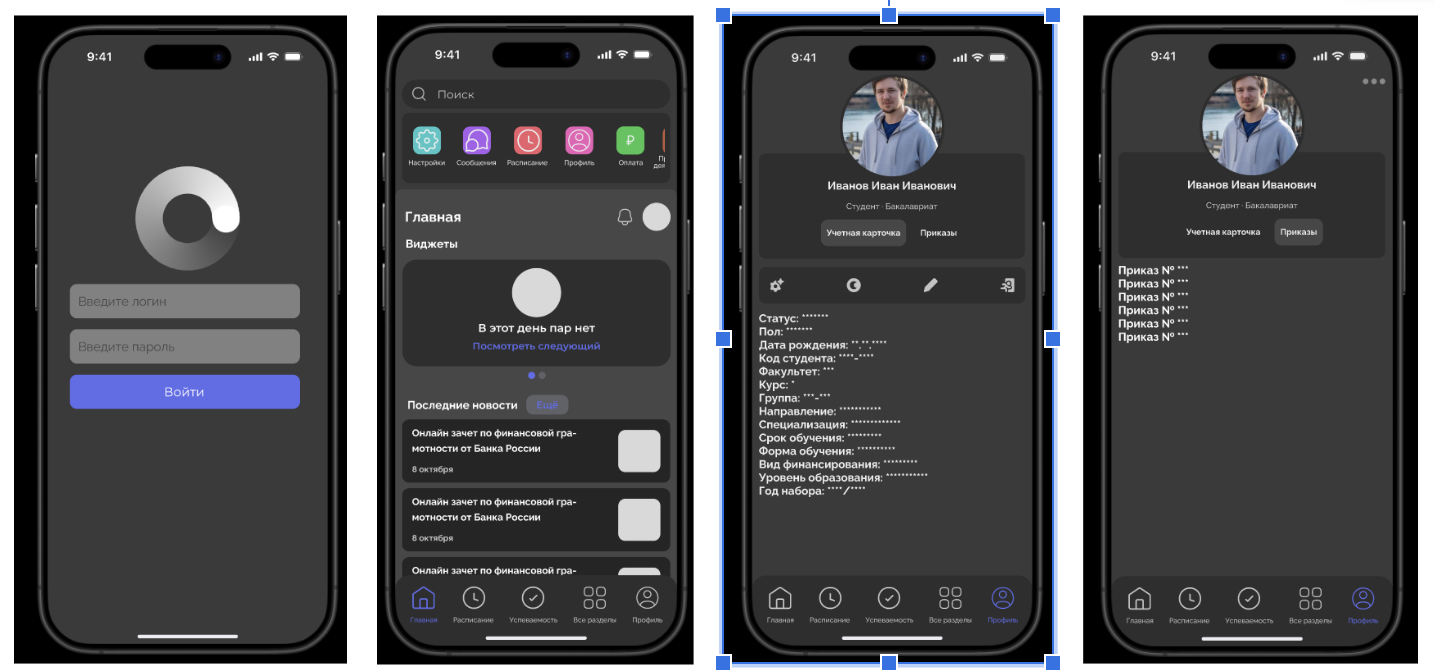 9:41
Введите логин
Введите пароль
Войти
9:41
Поиск
Настройки
Сообщения
Расписание
Профиль
Оплата
₽
Главная
Виджеты
В этот день пар нет
Посмотреть следующий
Последние новости
Ещё
Онлайн зачет по финансовой гра-
мотности от Банка России
8 октября
Онлайн зачет по финансовой гра-
мотности от Банка России
8 октября
Онлайн зачет по финансовой гра-
Главная
Расписание
Успеваемость
Все разделы
Профиль
9:41
Иванов Иван Иванович
Студент · Бакалавриат
Учетная карточка
Приказы
Статус: *******
Пол: *******
Дата рождения: **.**.****
Код студента: ****-****
Факультет: ***
Курс: *
Группа: ***-***
Направление: ***********
Специализация: *************
Срок обучения: *********
Форма обучения: **********
Вид финансирования: *********
Уровень образования: ***********
Год набора: ****/****
Главная
Расписание
Успеваемость
Все разделы
Профиль
9:41
Иванов Иван Иванович
Студент · Бакалавриат
Учетная карточка
Приказы
Приказ № ***
Приказ № ***
Приказ № ***
Приказ № ***
Приказ № ***
Приказ № ***
Главная
Расписание
Успеваемость
Все разделы
Профиль